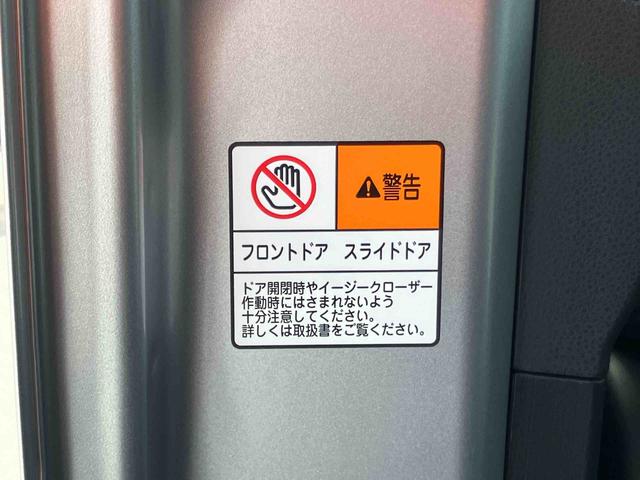 警告
フロントドア スライドドア
ドア開閉時やイージークローザー
作動時にはさまれないよう
十分注意してください。
詳しくは取扱書をご覧ください。